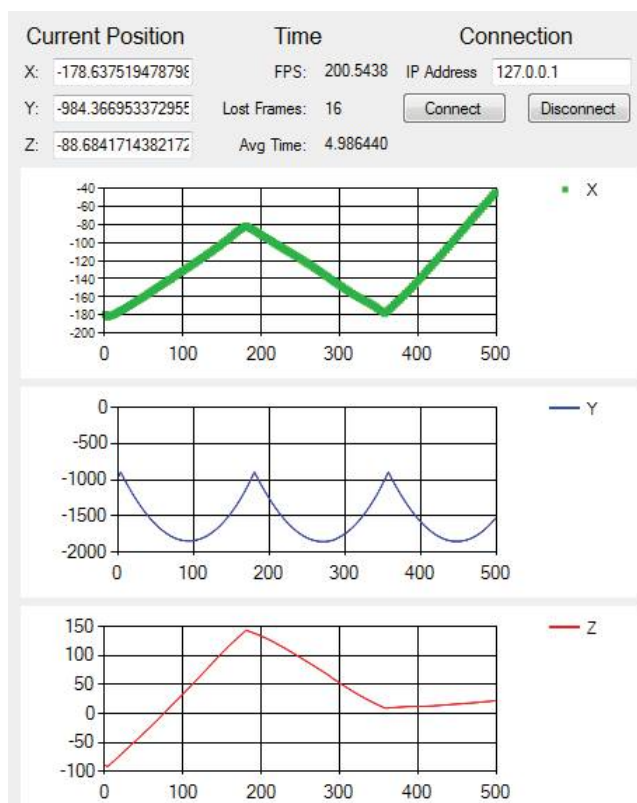 Current Position Time Connection
X: -178.637519478798 FPS: 200.5438 IP Address 127.0.0.1
Y: -984.366953372955 Lost Frames: 16 Connect Disconnect
Z: -88.6841714382172 Avg Time: 4.986440
-40
-60
-80
-100
-120
-140
-160
-180
-200
0 100 200 300 400 500
X
0
-500
-1000
-1500
-2000
0 100 200 300 400 500
Y
150
100
50
0
-50
-100
0 100 200 300 400 500
Z